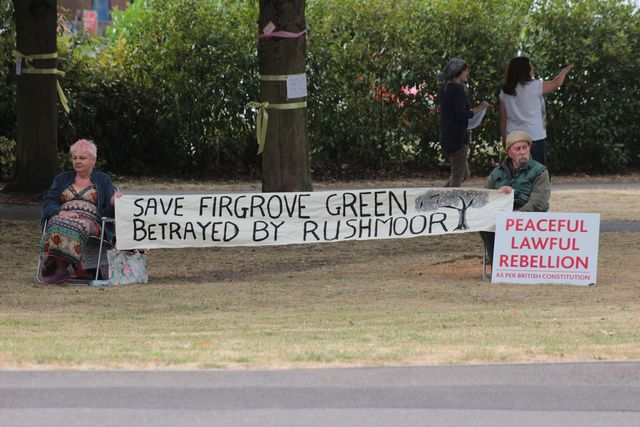 SAVE FIRGROVE GREEN
BETRAYED BY RUSHMOOR
PEACEFUL
LAWFUL
REBELLION
AS PER BRITISH CONSTITUTION